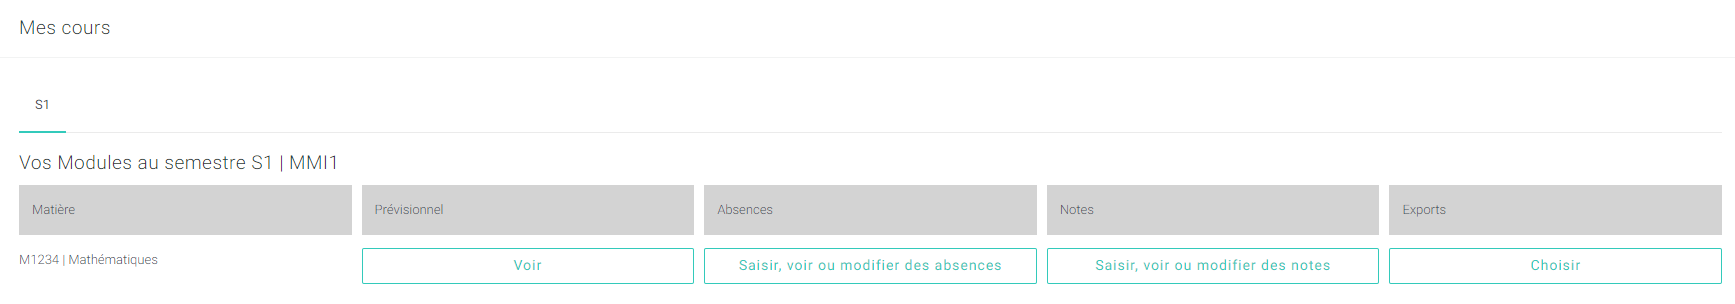 Mes cours
S1
Vos Modules au semestre S1 | MMI1
Matière Prévisionnel Absences Notes Exports
M1234 | Mathématiques Voir Saisir, voir ou modifier des absences Saisir, voir ou modifier des notes Choisir